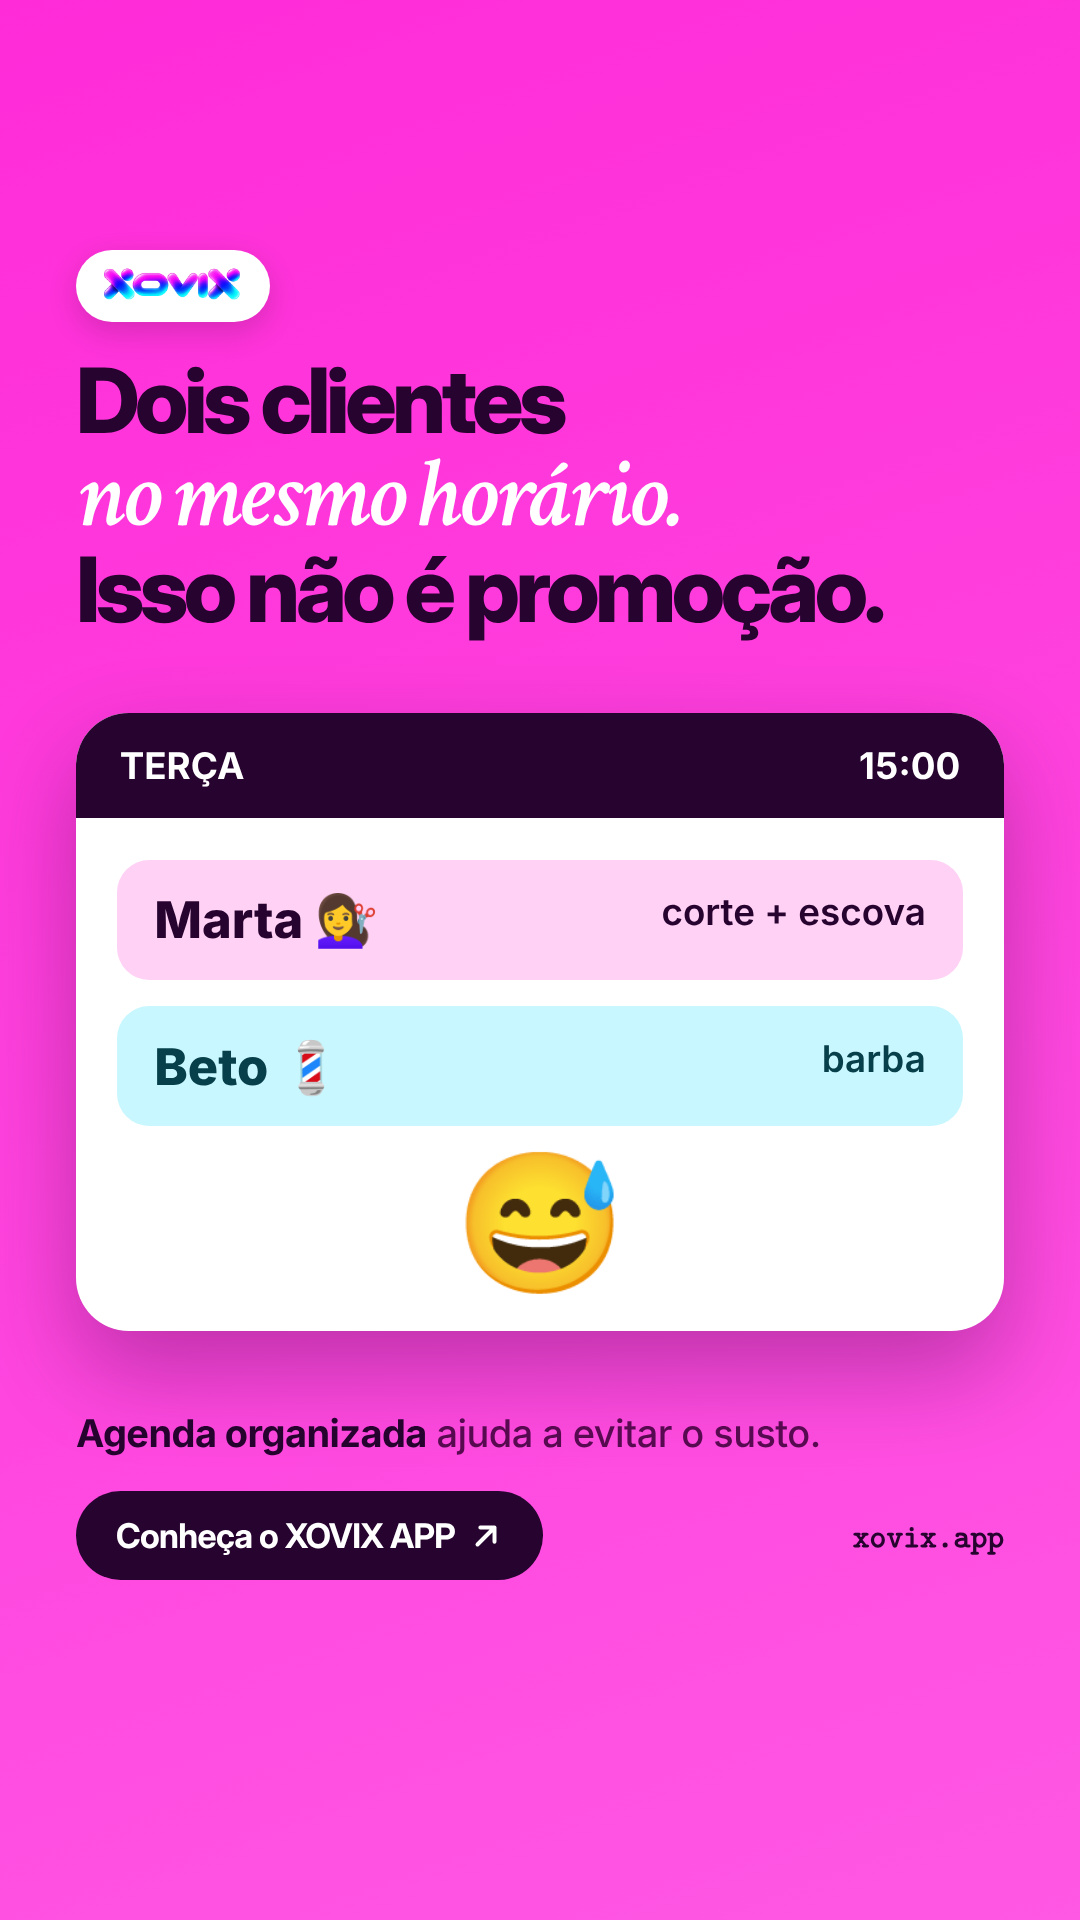 XOVIX
Dois clientes
no mesmo horário.
Isso não é promoção.
TERÇA 15:00
Marta corte + escova
Beto barba
Agenda organizada ajuda a evitar o susto.
Conheça o XOVIX APP
xovix.app